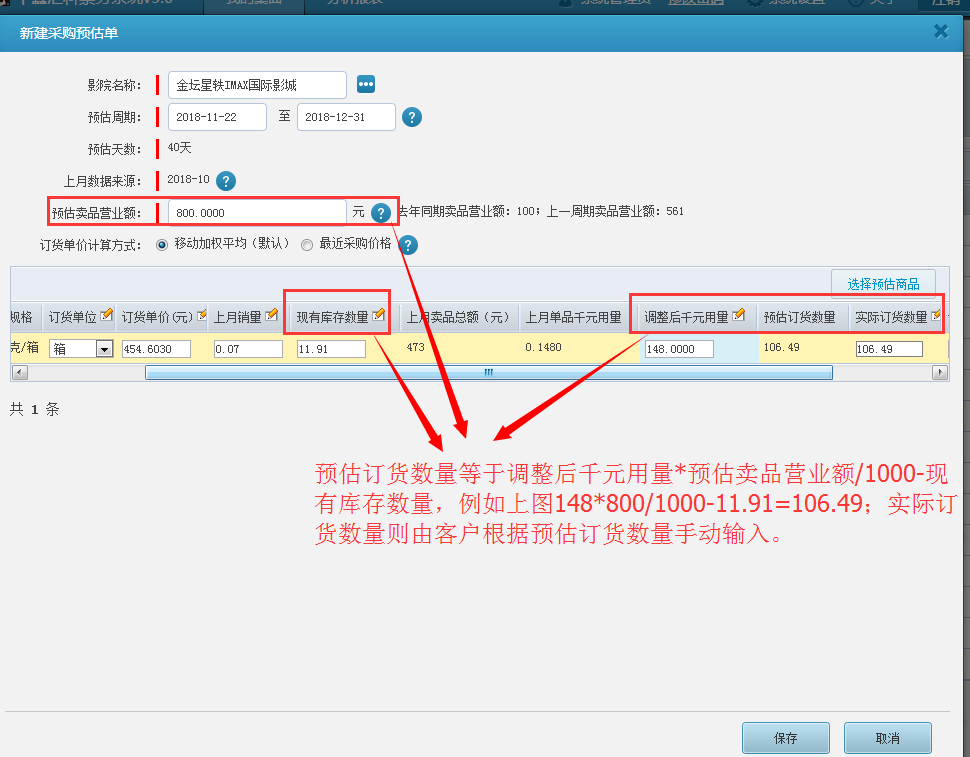 新建采购预估单
影院名称: 金坛星轶IMAX国际影城
预估周期: 2018-11-22 至 2018-12-31
预估天数: 40天
上月数据来源: 2018-10
预估卖品营业额: 800.0000 元 去年同期卖品营业额: 100; 上一周期卖品营业额: 561
订货单价计算方式: 移动加权平均（默认） 最近采购价格
选择预估商品
规格 订货单位 订货单价(元) 上月销量 现有库存数量 上月卖品总额（元） 上月单品千元用量 调整后千元用量 预估订货数量 实际订货数量
克/箱 箱 454.6030 0.07 11.91 473 0.1480 148.0000 106.49 106.49
共 1 条
预估订货数量等于调整后千元用量*预估卖品营业额/1000-现
有库存数量，例如上图148*800/1000-11.91=106.49；实际订
货数量则由客户根据预估订货数量手动输入。
保存 取消